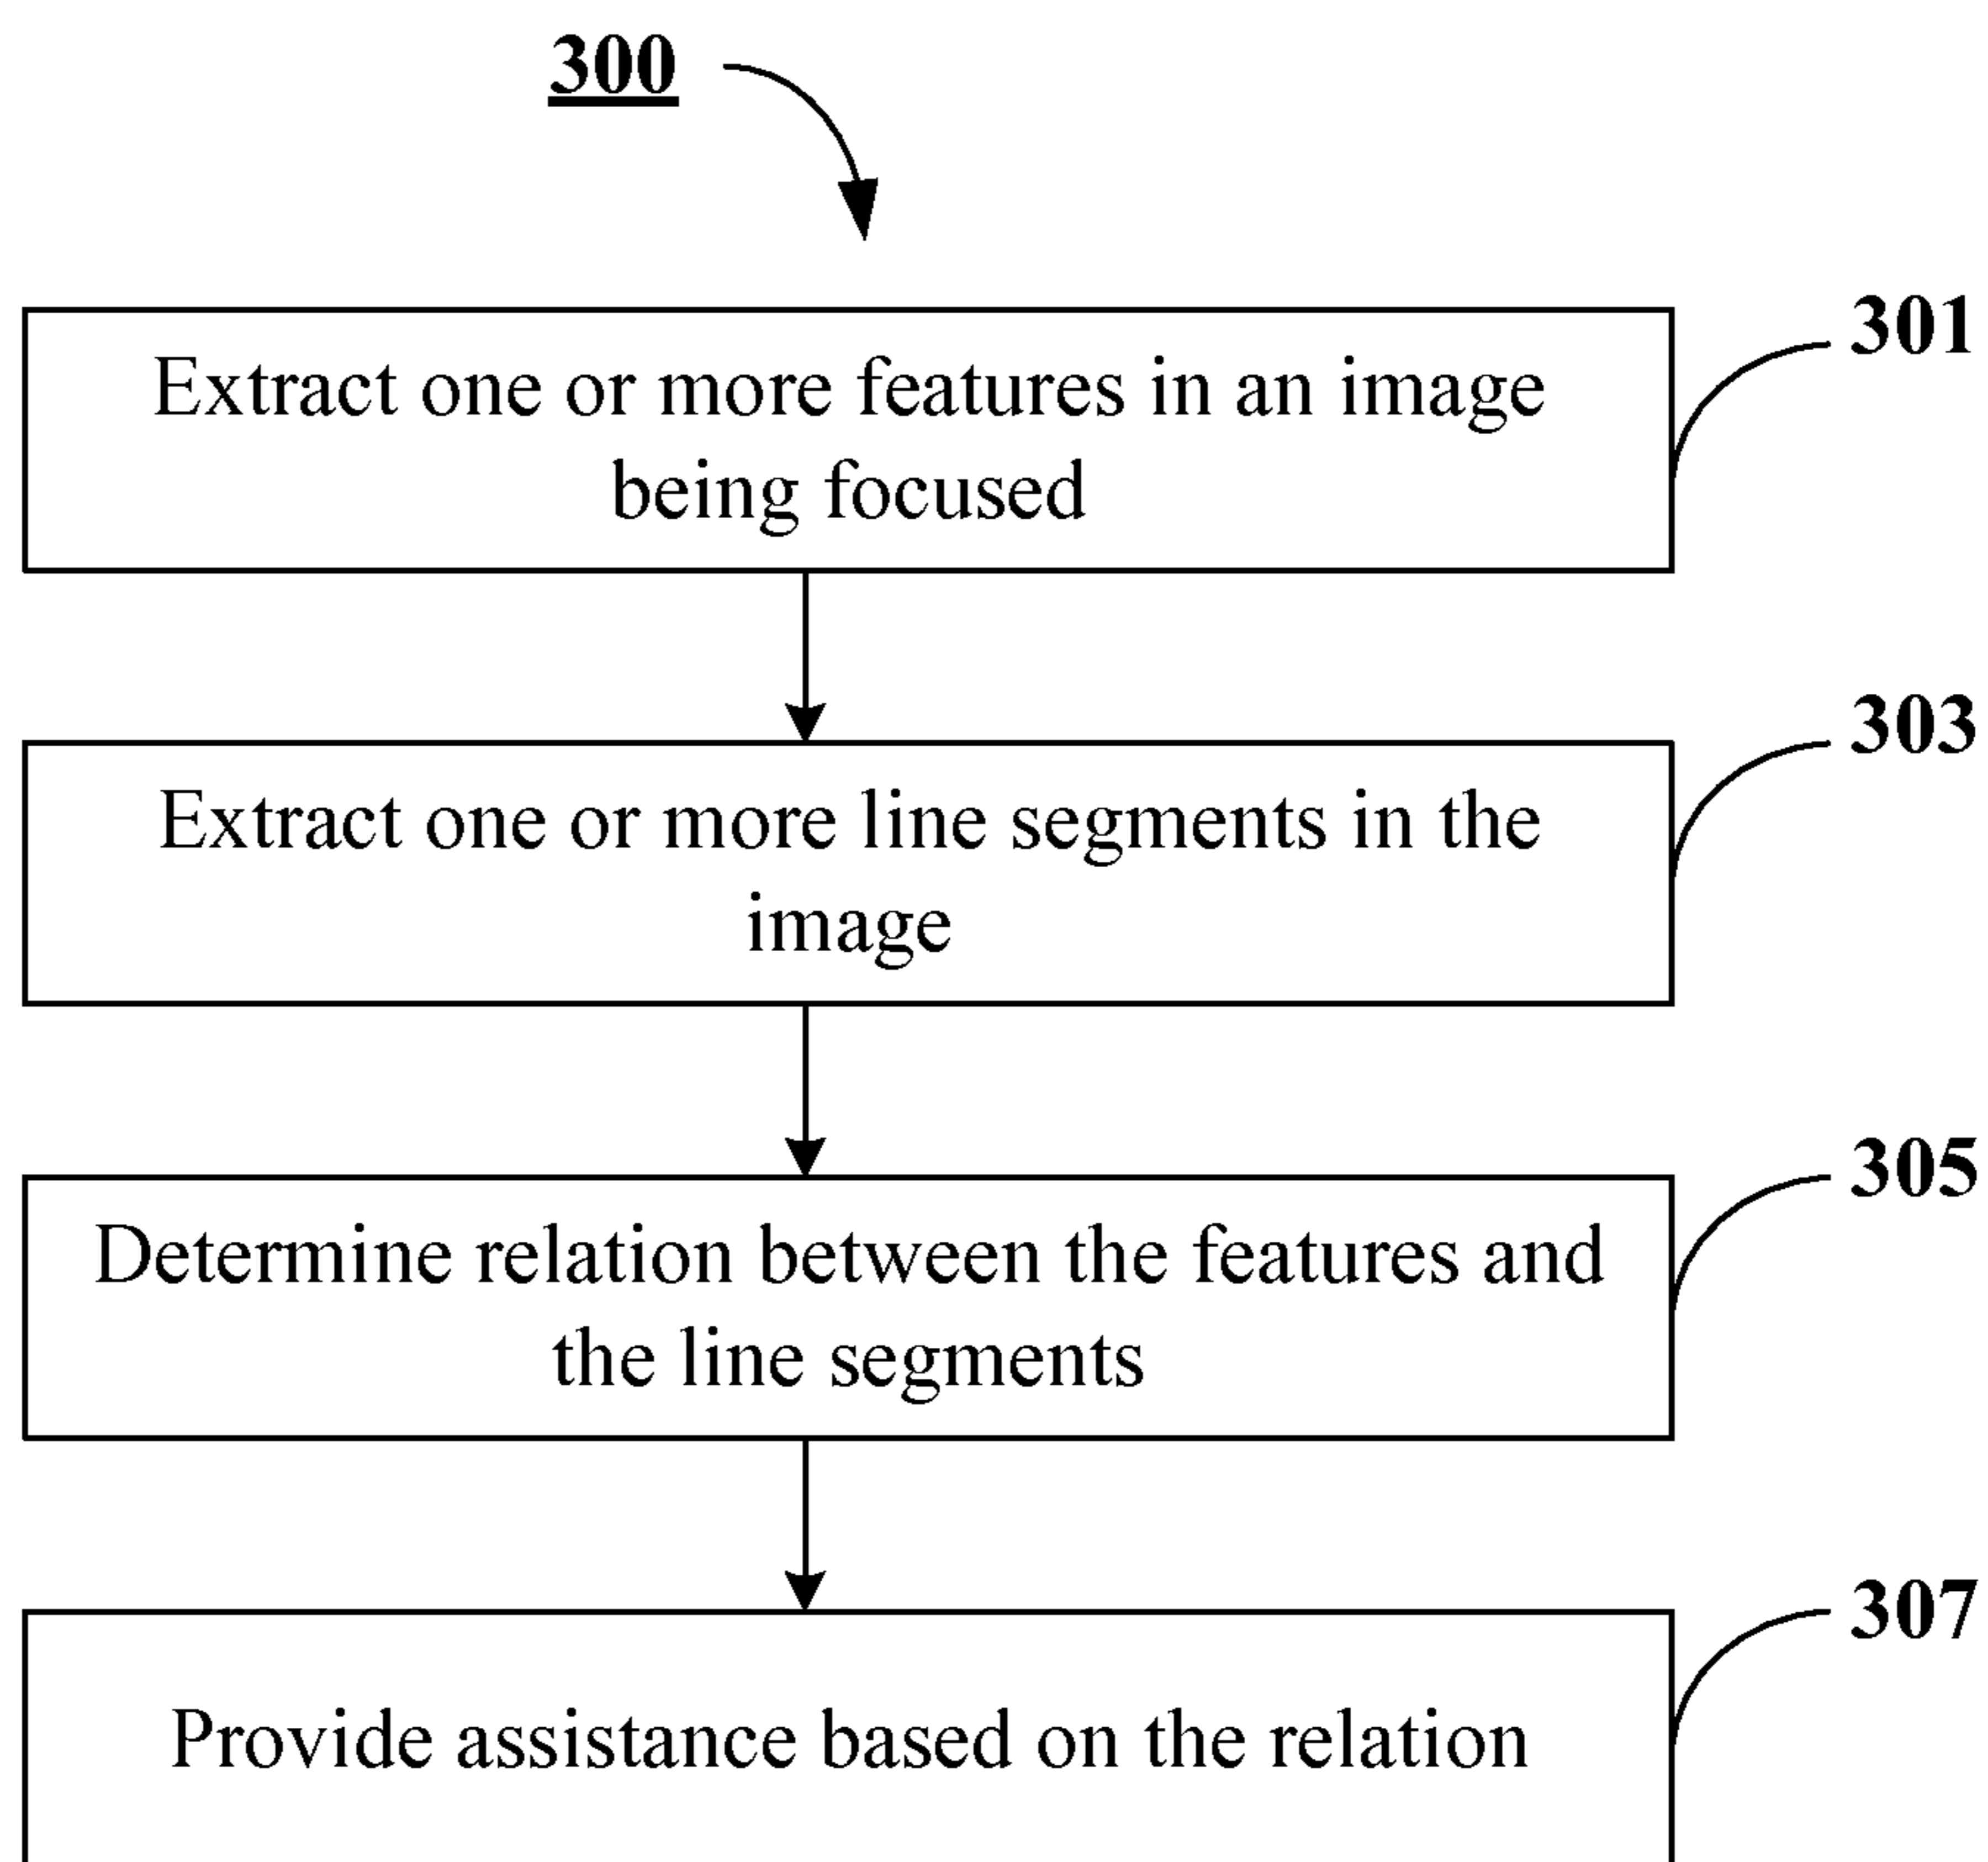 300
301
Extract one or more features in an image
being focused
303
Extract one or more line segments in the
image
305
Determine relation between the features and
the line segments
307
Provide assistance based on the relation